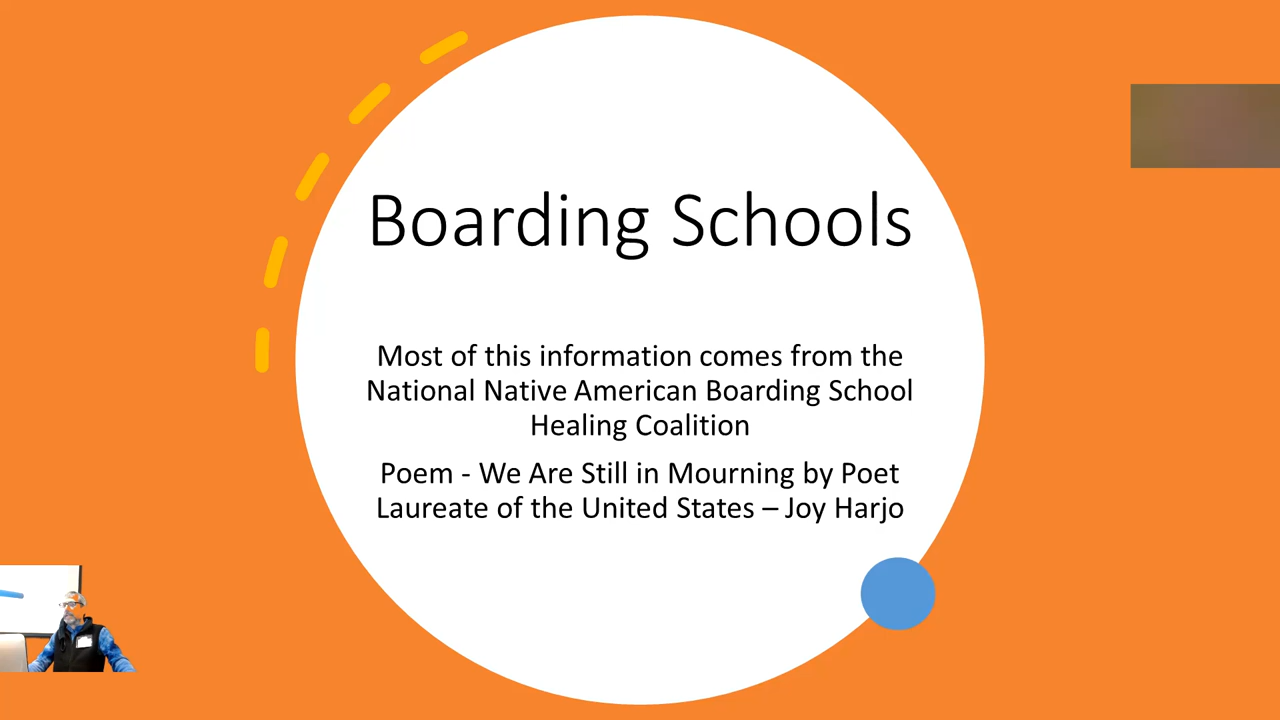 Boarding Schools
Most of this information comes from the
National Native American Boarding School
Healing Coalition
Poem - We Are Still in Mourning by Poet
Laureate of the United States – Joy Harjo